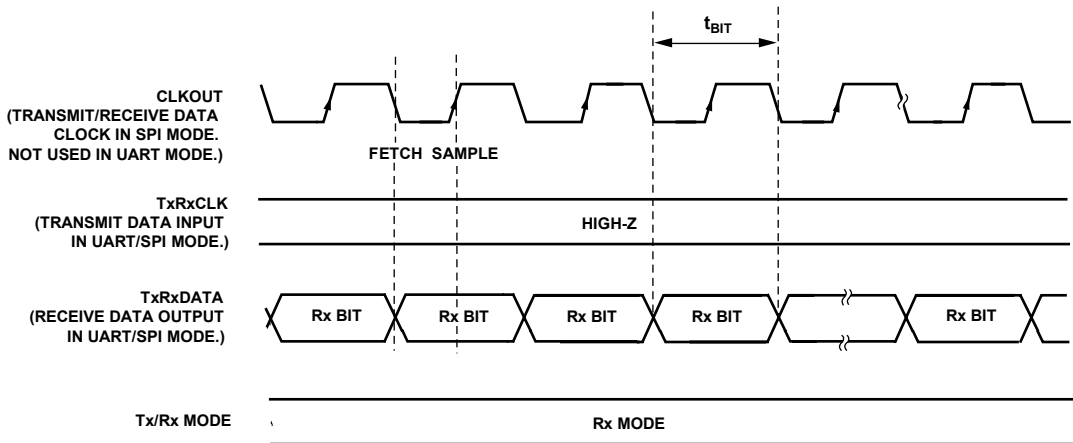 tBIT
CLKOUT
(TRANSMIT/RECEIVE DATA
CLOCK IN SPI MODE.
NOT USED IN UART MODE.)
FETCH SAMPLE
TxRxCLK
(TRANSMIT DATA INPUT
IN UART/SPI MODE.)
HIGH-Z
TxRxDATA
(RECEIVE DATA OUTPUT
IN UART/SPI MODE.)
Rx BIT Rx BIT Rx BIT Rx BIT Rx BIT
Tx/Rx MODE
Rx MODE